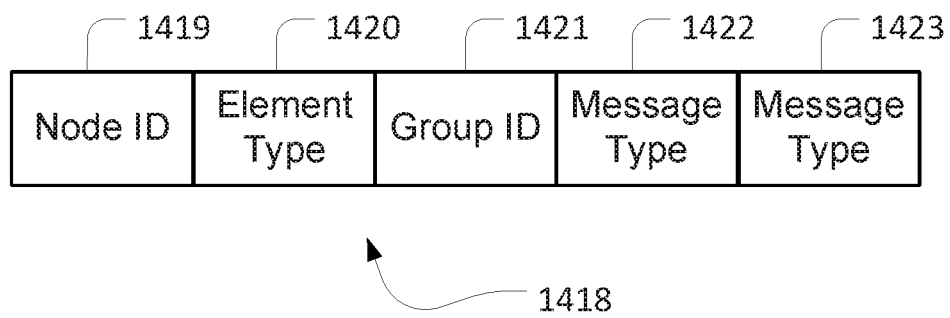 1419 1420 1421 1422 1423
Node ID Element Type Group ID Message Type Message Type
1418